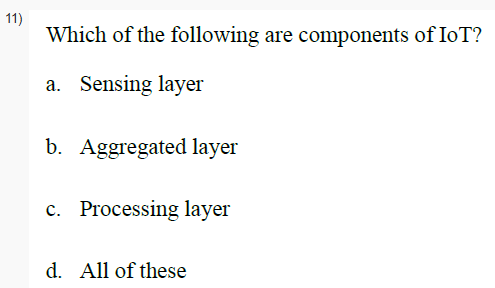 11)
Which of the following are components of IoT?
a. Sensing layer
b. Aggregated layer
c. Processing layer
d. All of these